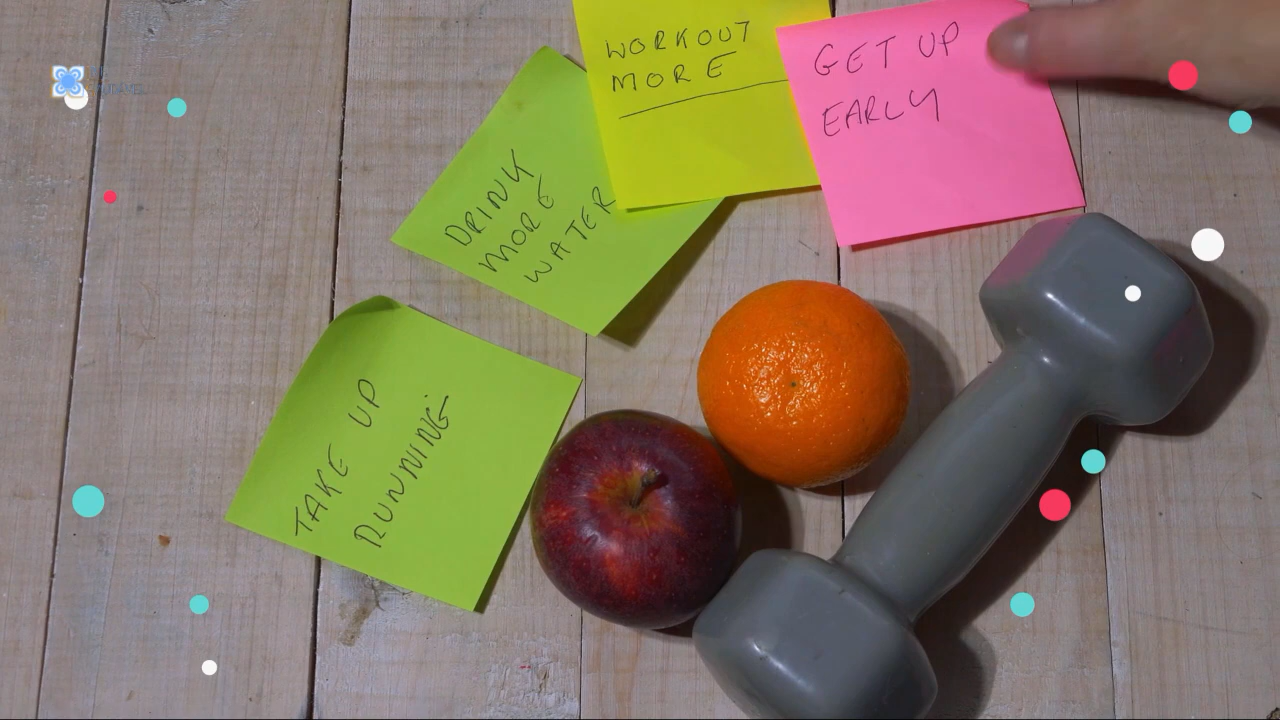 WORKOUT
MORE
GET UP
EARLY
DRINK
MORE
WATER
TAKE UP
RUNNING